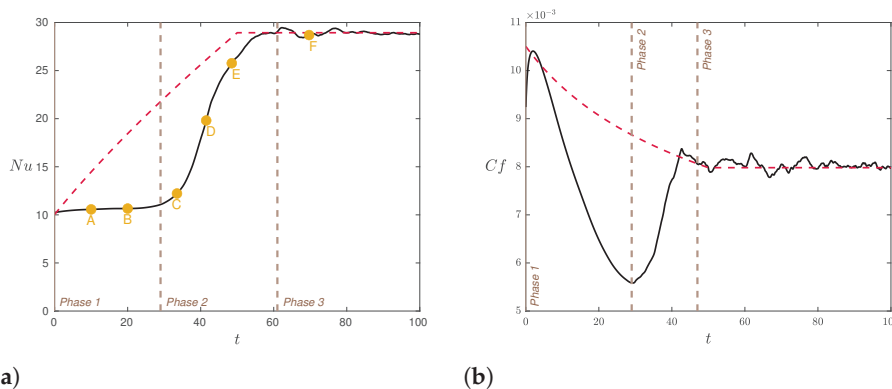 30
25
20
Nu 15
10
5
0
0 20 40 60 80 100
t
A
B
C
D
E
F
Phase 1
Phase 2
Phase 3
a)
×10⁻³
11
10
9
8
Cf
7
6
5
0 20 40 60 80 10
t
Phase 1
Phase 2
Phase 3
(b)